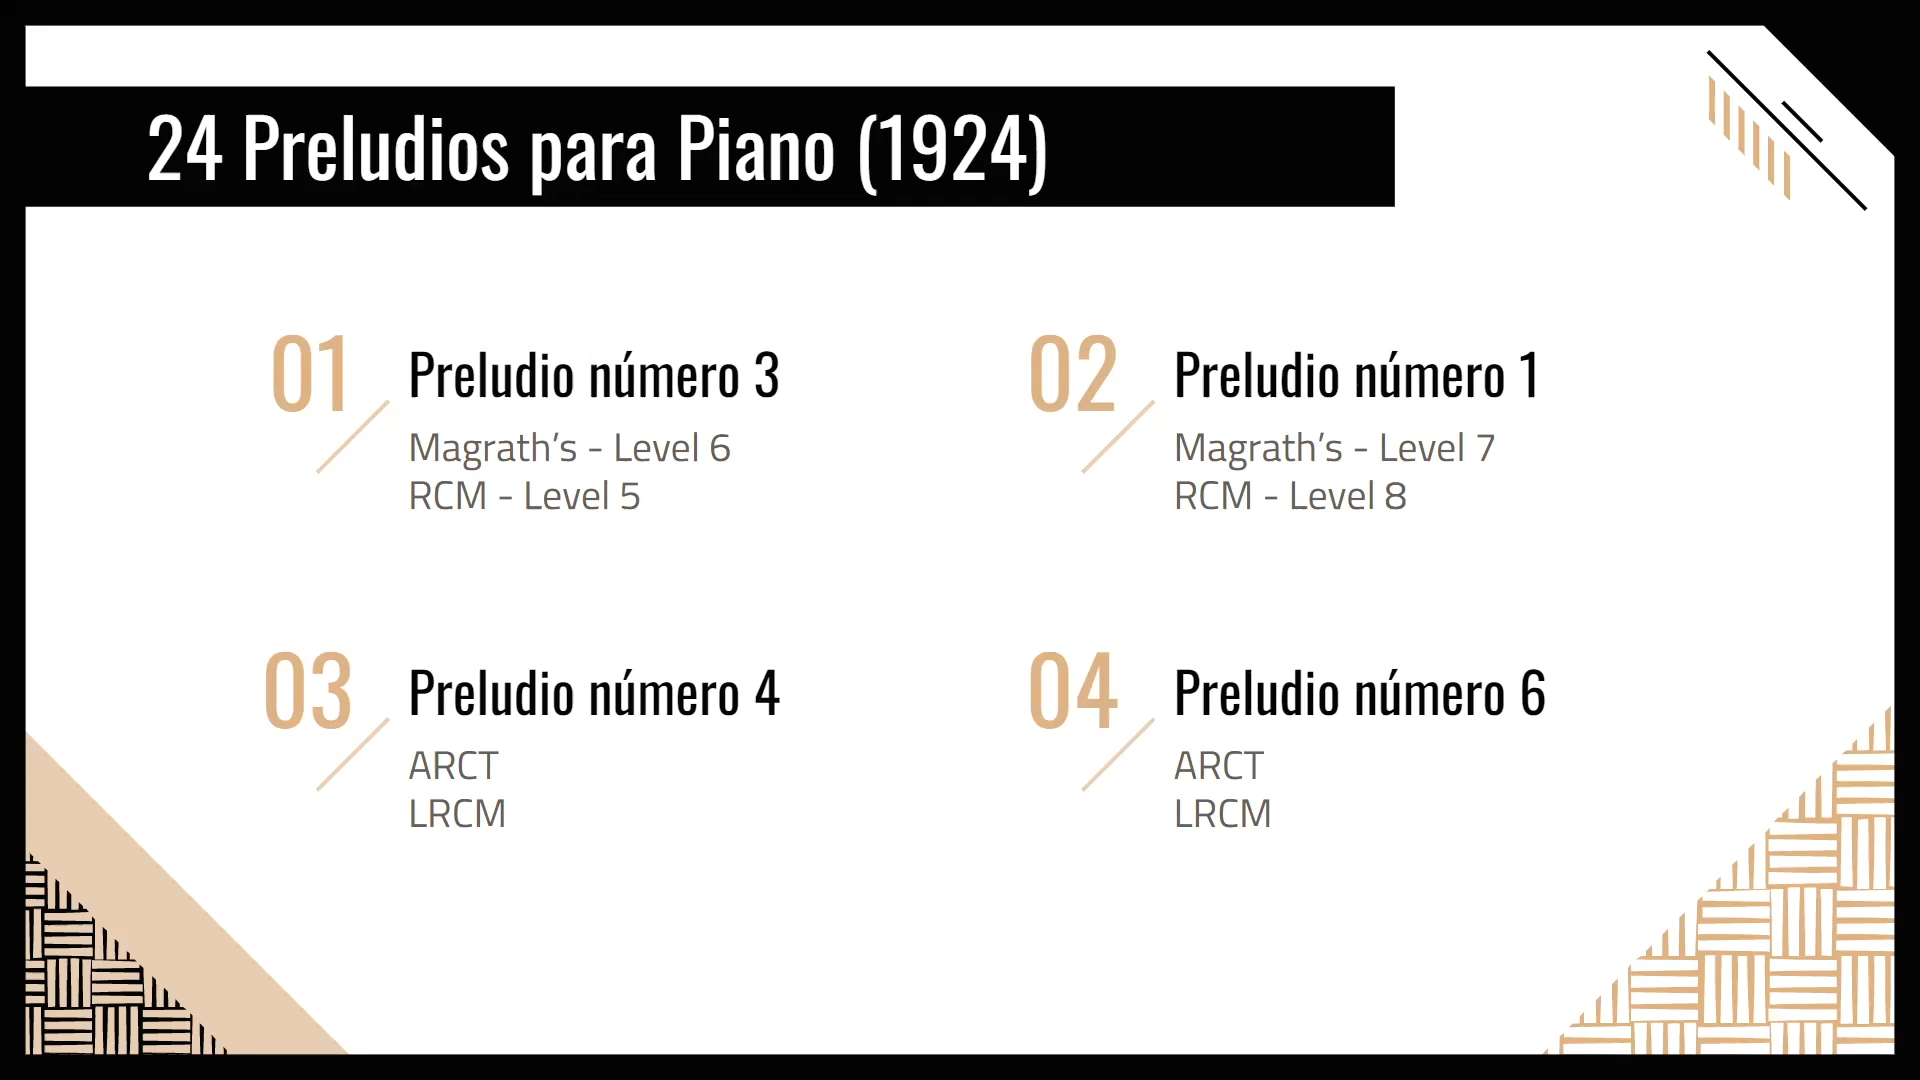 24 Preludios para Piano (1924)
01
Preludio número 3
Magrath’s - Level 6
RCM - Level 5
02
Preludio número 1
Magrath’s - Level 7
RCM - Level 8
03
Preludio número 4
ARCT
LRCM
04
Preludio número 6
ARCT
LRCM